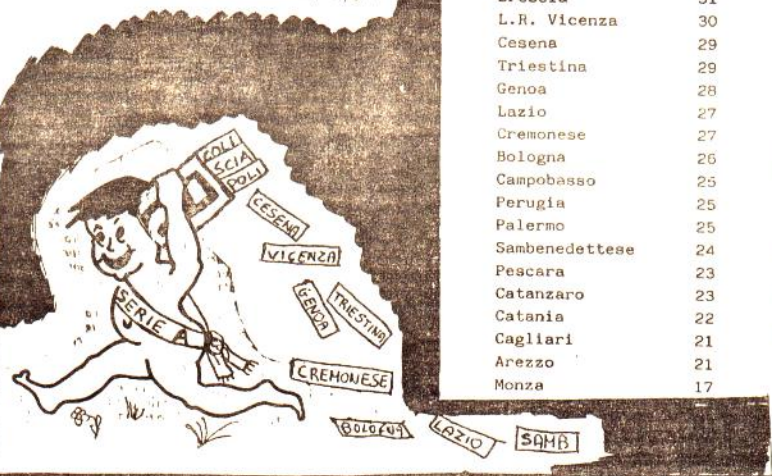 L.R. Vicenza 30
Cesena 29
Triestina 29
Genoa 28
Lazio 27
Cremonese 27
Bologna 26
Campobasso 25
Perugia 25
Palermo 25
Sambenedettese 24
Pescara 23
Catanzaro 23
Catania 22
Cagliari 21
Arezzo 21
Monza 17
COLI
SCIA
POLI
CESENA
VICENZA
GENOA
TRIESTINA
SERIE A
CREMONESE
BOLOGNA
LAZIO
SAMB